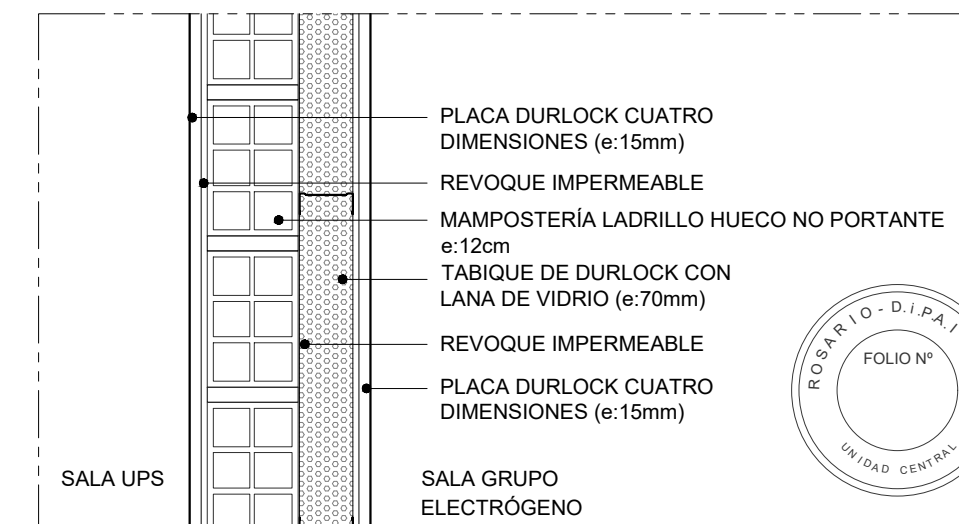 PLACA DURLOCK CUATRO
DIMENSIONES (e:15mm)
REVOQUE IMPERMEABLE
MAMPOSTERÍA LADRILLO HUECO NO PORTANTE
e:12cm
TABIQUE DE DURLOCK CON
LANA DE VIDRIO (e:70mm)
REVOQUE IMPERMEABLE
PLACA DURLOCK CUATRO
DIMENSIONES (e:15mm)
SALA UPS
SALA GRUPO
ELECTRÓGENO
ROSARIO - D.i.P.A.I
FOLIO Nº
UNIDAD CENTRAL